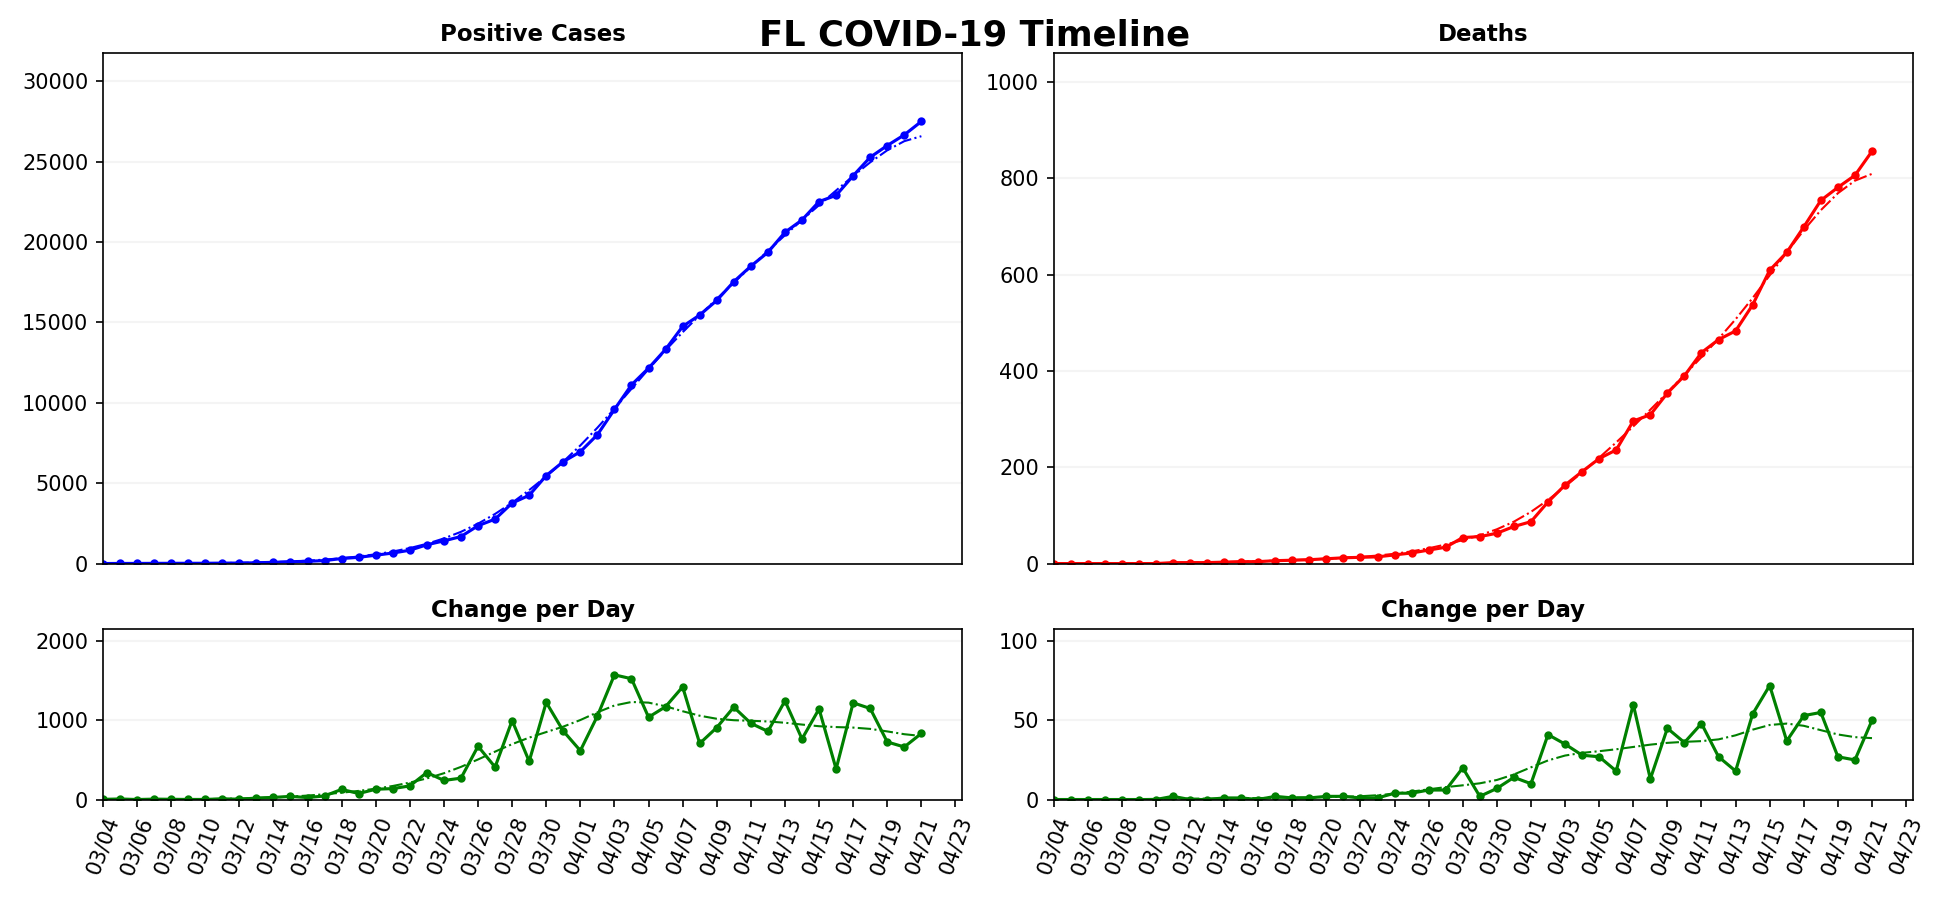 FL COVID-19 Timeline
Positive Cases
30000
25000
20000
15000
10000
5000
0
Deaths
1000
800
600
400
200
0
Change per Day
2000
1000
0
03/04 03/06 03/08 03/10 03/12 03/14 03/16 03/18 03/20 03/22 03/24 03/26 03/28 03/30 04/01 04/03 04/05 04/07 04/09 04/11 04/13 04/15 04/17 04/19 04/21 04/23
Change per Day
100
50
0
03/04 03/06 03/08 03/10 03/12 03/14 03/16 03/18 03/20 03/22 03/24 03/26 03/28 03/30 04/01 04/03 04/05 04/07 04/09 04/11 04/13 04/15 04/17 04/19 04/21 04/23